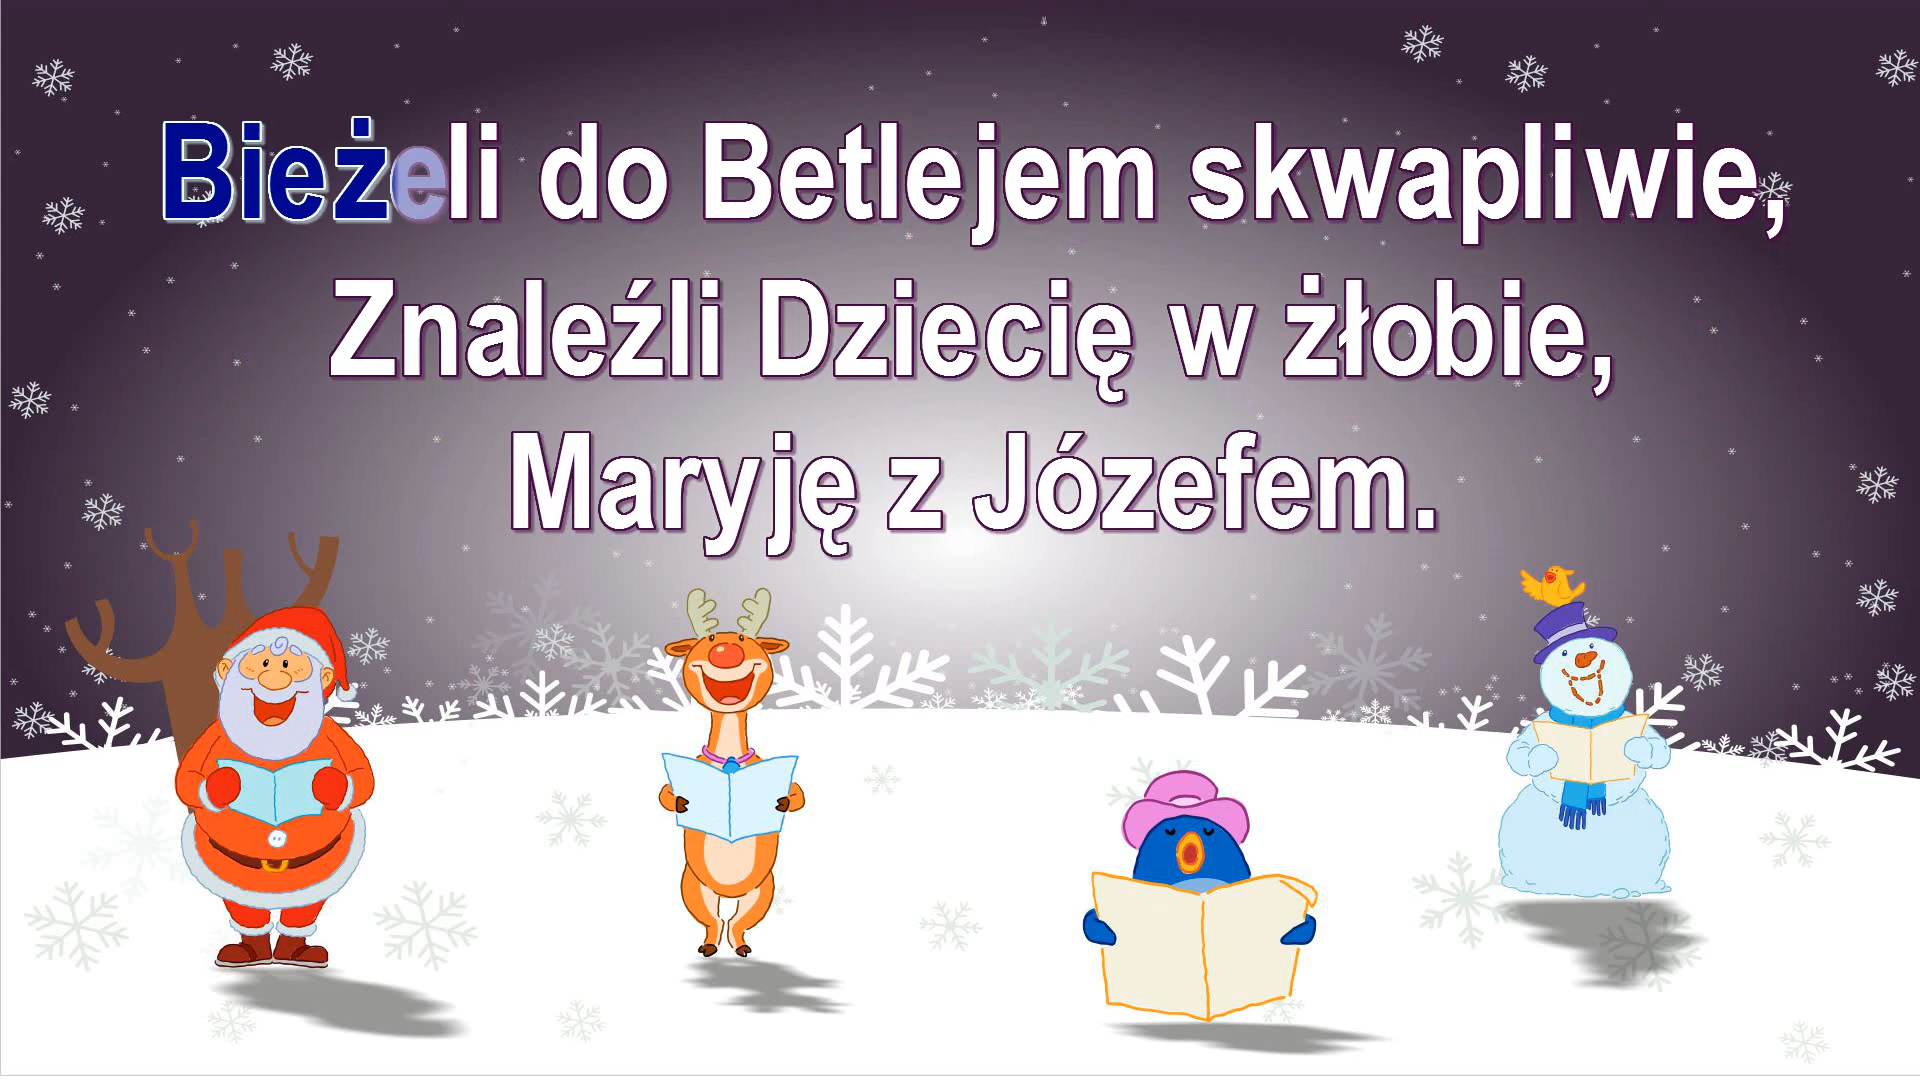 Bieżeli do Betlejem skwapliwie,
Znaleźli Dziecię w żłobie,
Maryję z Józefem.